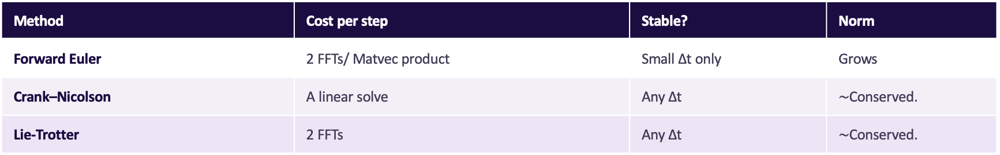 Method Cost per step Stable? Norm
Forward Euler 2 FFTs/ Matvec product Small Δt only Grows
Crank–Nicolson A linear solve Any Δt ~Conserved.
Lie-Trotter 2 FFTs Any Δt ~Conserved.